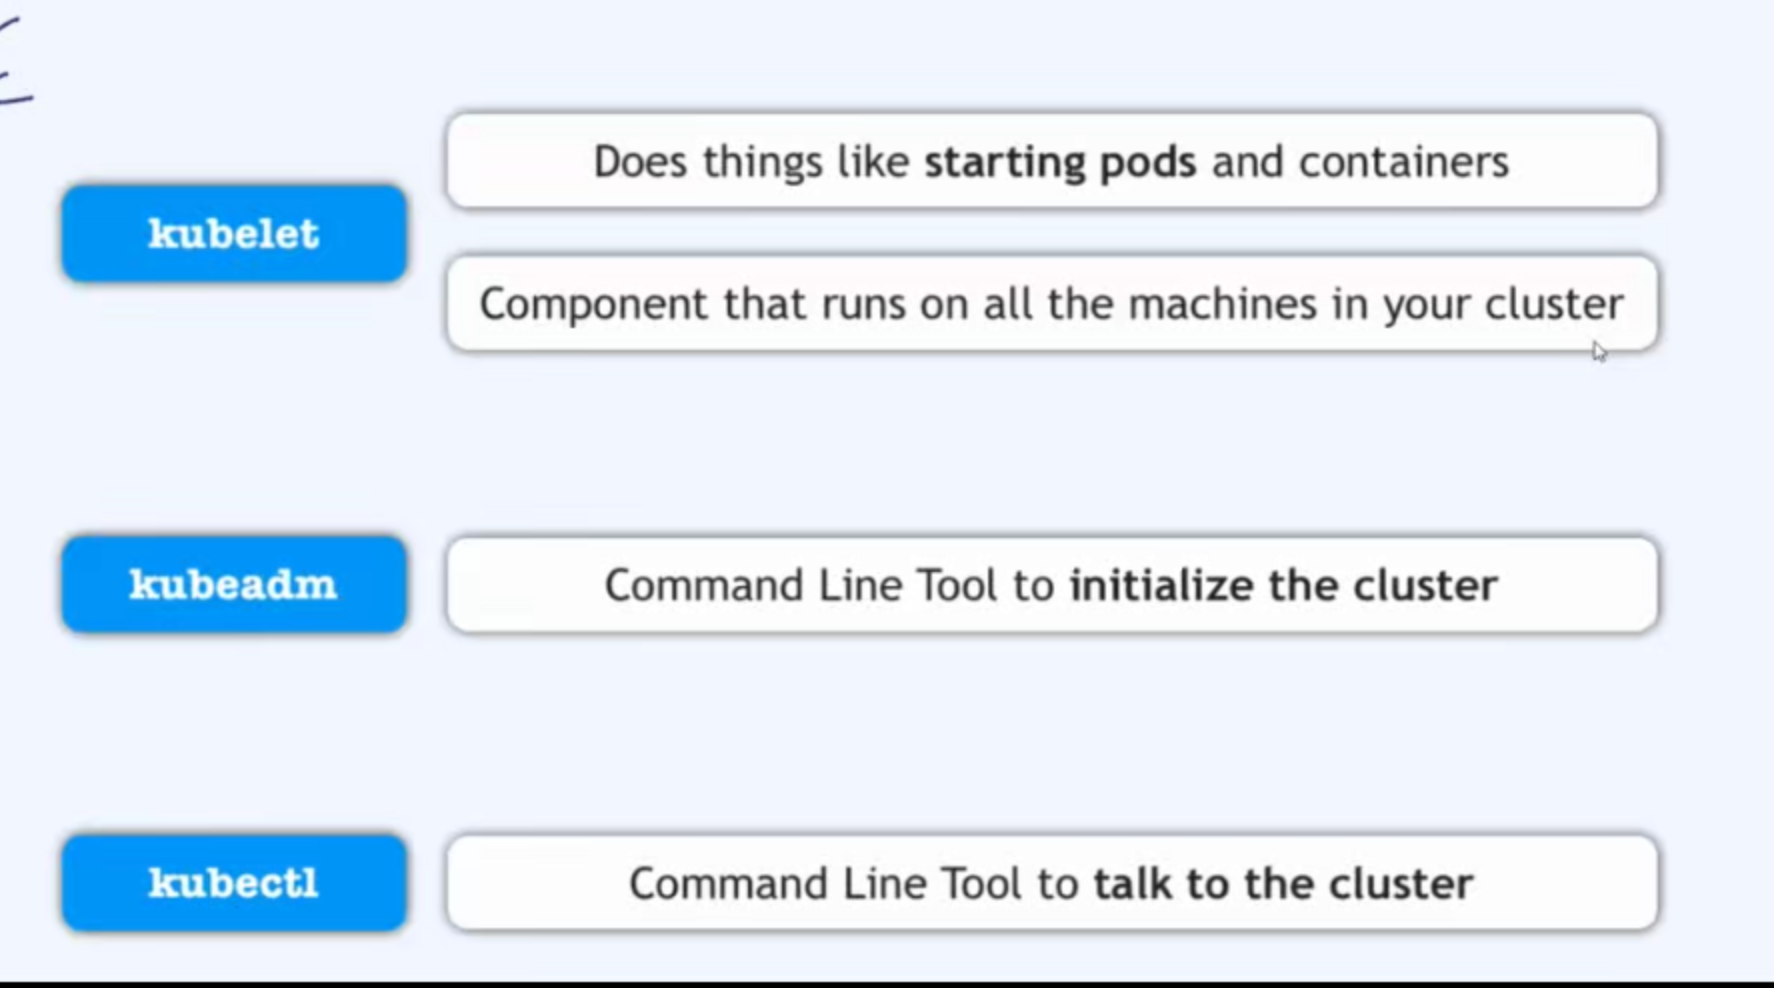 Does things like starting pods and containers
kubelet
Component that runs on all the machines in your cluster
kubeadm
Command Line Tool to initialize the cluster
kubectl
Command Line Tool to talk to the cluster